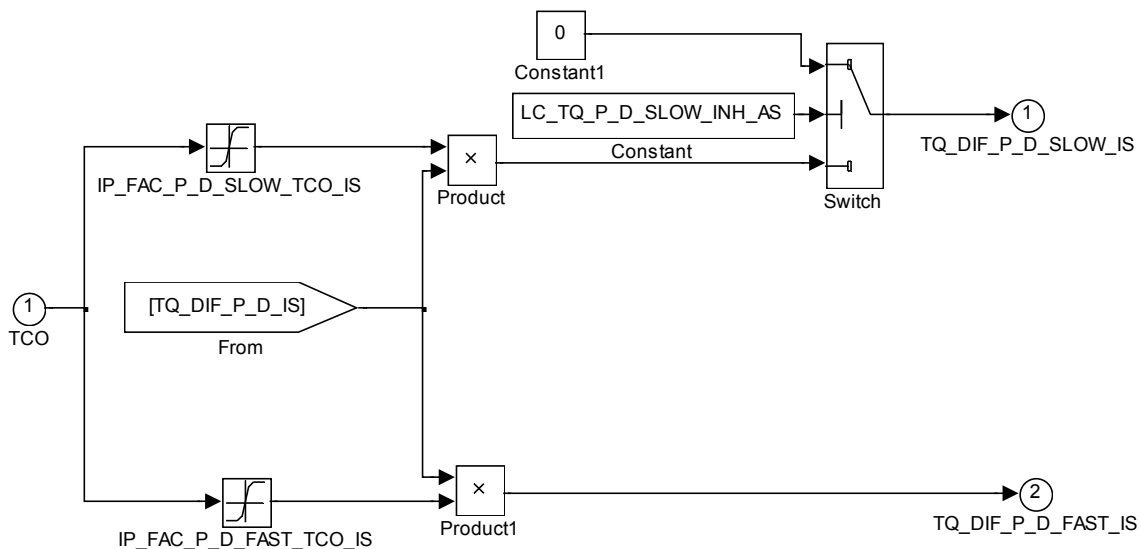 0
Constant1
LC_TQ_P_D_SLOW_INH_AS
Constant
1
TQ_DIF_P_D_SLOW_IS
IP_FAC_P_D_SLOW_TCO_IS
×
Product
Switch
1
TCO
[TQ_DIF_P_D_IS]
From
IP_FAC_P_D_FAST_TCO_IS
×
Product1
2
TQ_DIF_P_D_FAST_IS